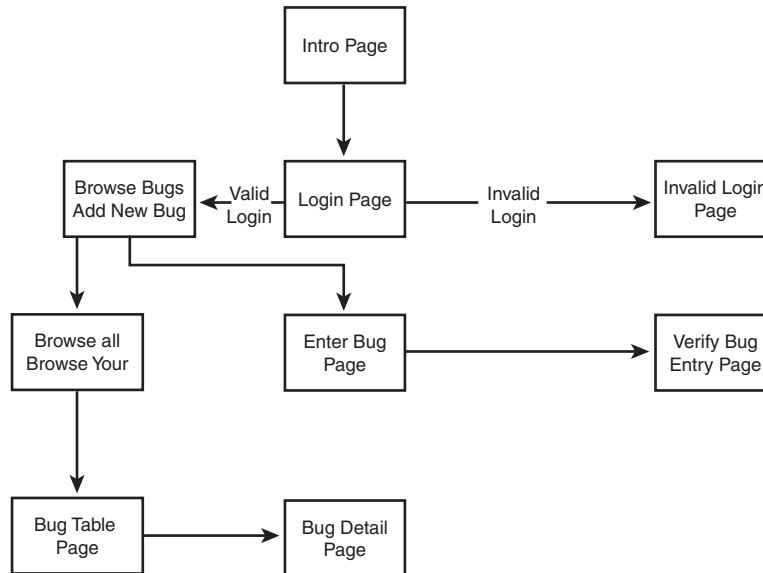 Intro Page
Browse Bugs
Add New Bug
Valid
Login
Login Page
Invalid
Login
Invalid Login
Page
Browse all
Browse Your
Enter Bug
Page
Verify Bug
Entry Page
Bug Table
Page
Bug Detail
Page